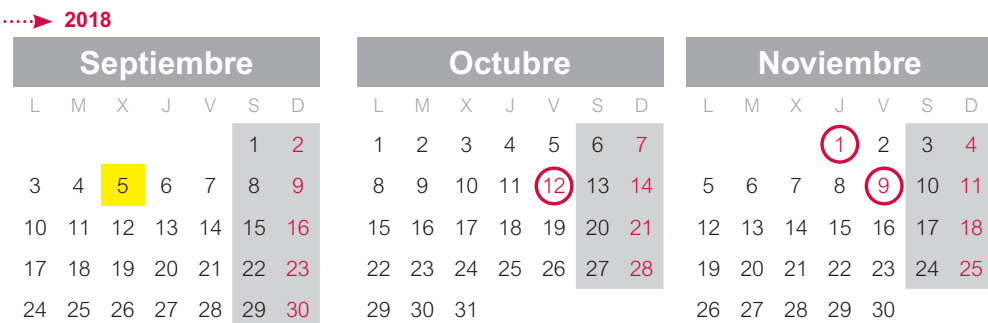 2018
Septiembre Octubre Noviembre
L M X J V S D L M X J V S D L M X J V S D
1 2 1 2 3 4 5 6 7 1 2 3 4
3 4 5 6 7 8 9 8 9 10 11 12 13 14 5 6 7 8 9 10 11
10 11 12 13 14 15 16 15 16 17 18 19 20 21 12 13 14 15 16 17 18
17 18 19 20 21 22 23 22 23 24 25 26 27 28 19 20 21 22 23 24 25
24 25 26 27 28 29 30 29 30 31 26 27 28 29 30